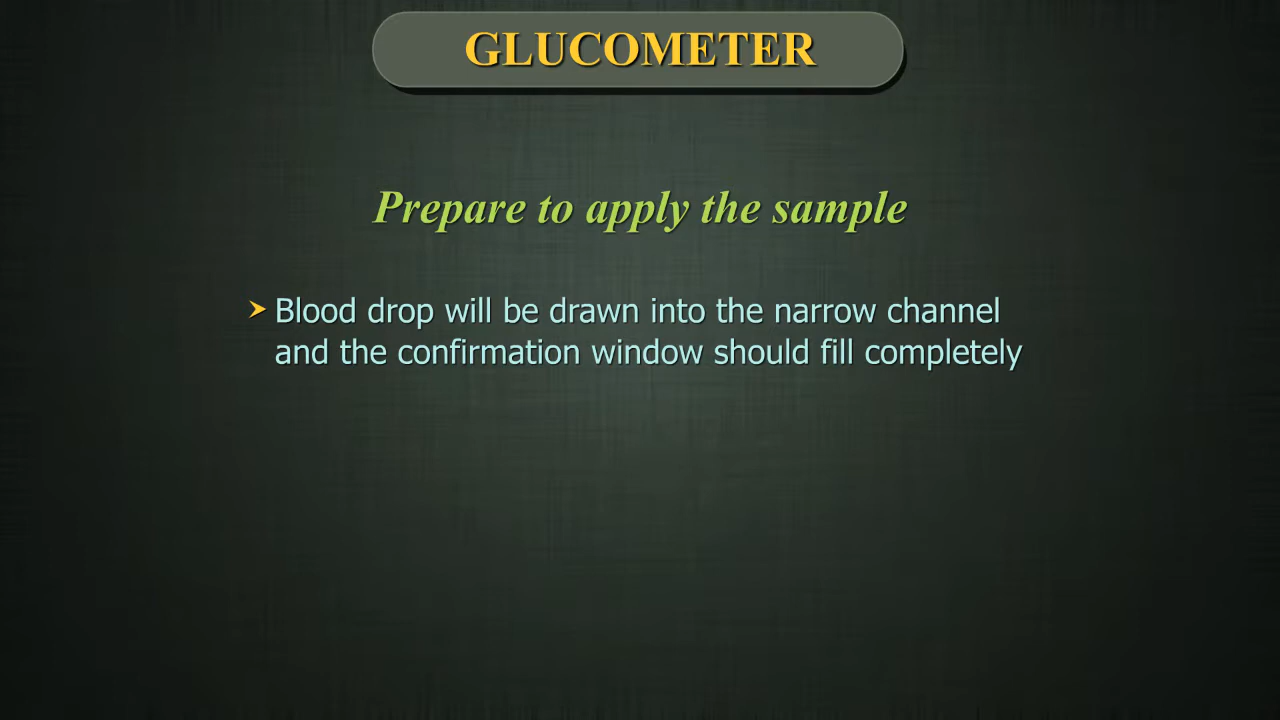 GLUCOMETER
Prepare to apply the sample
Blood drop will be drawn into the narrow channel
and the confirmation window should fill completely